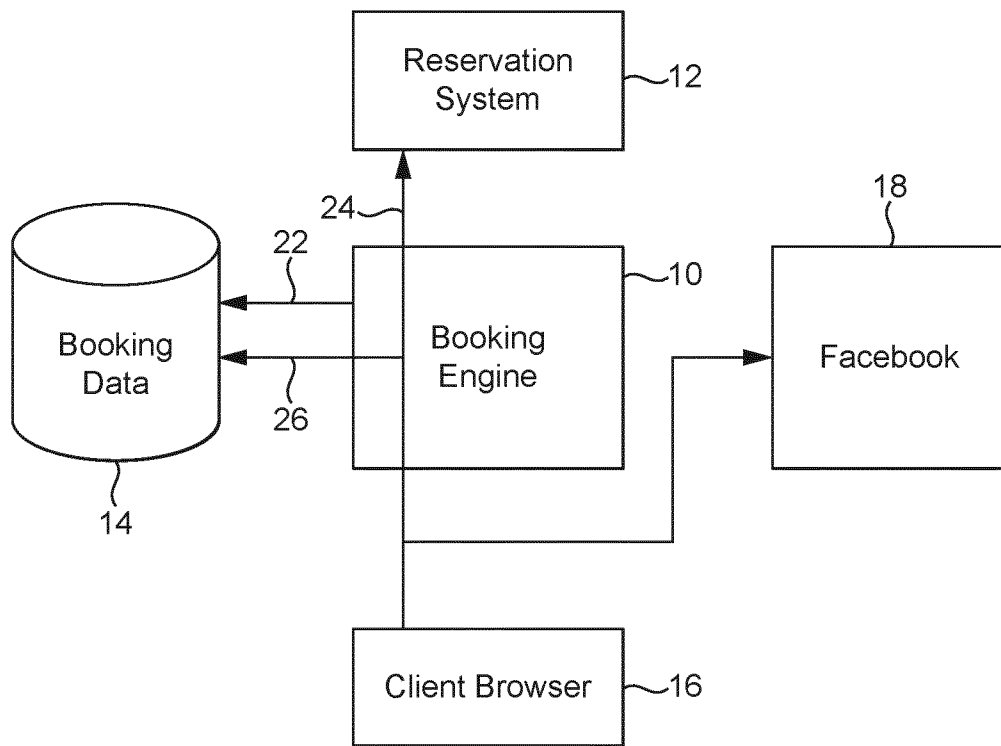 Reservation
System
12
24
18
22
10
Booking
Data
Booking
Engine
Facebook
26
14
Client Browser
16